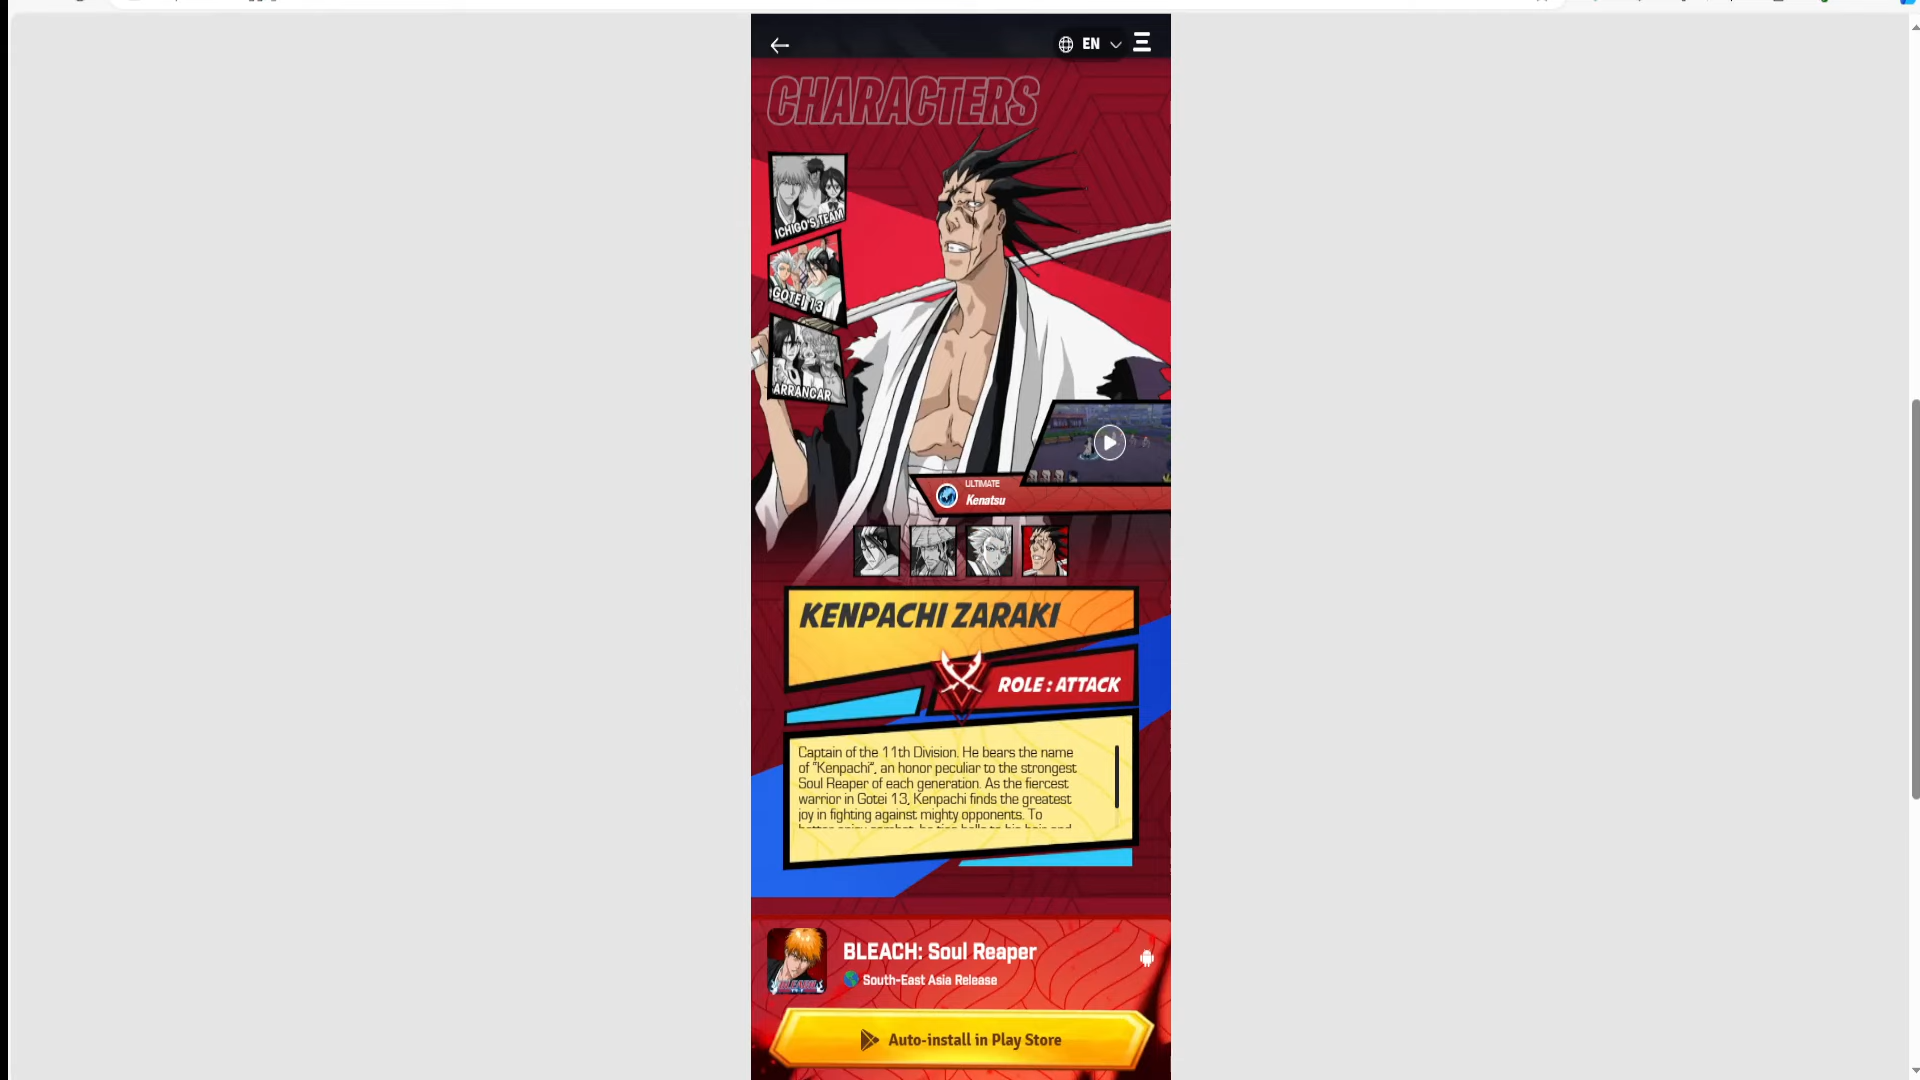 EN
CHARACTERS
ICHIGO'S TEAM
GOTEI 13
ARRANCAR
ULTIMATE
Kenatsu
KENPACHI ZARAKI
ROLE : ATTACK
Captain of the 11th Division. He bears the name
of "Kenpachi", an honor peculiar to the strongest
Soul Reaper of each generation. As the fiercest
warrior in Gotei 13, Kenpachi finds the greatest
joy in fighting against mighty opponents. To
BLEACH: Soul Reaper
South-East Asia Release
Auto-install in Play Store